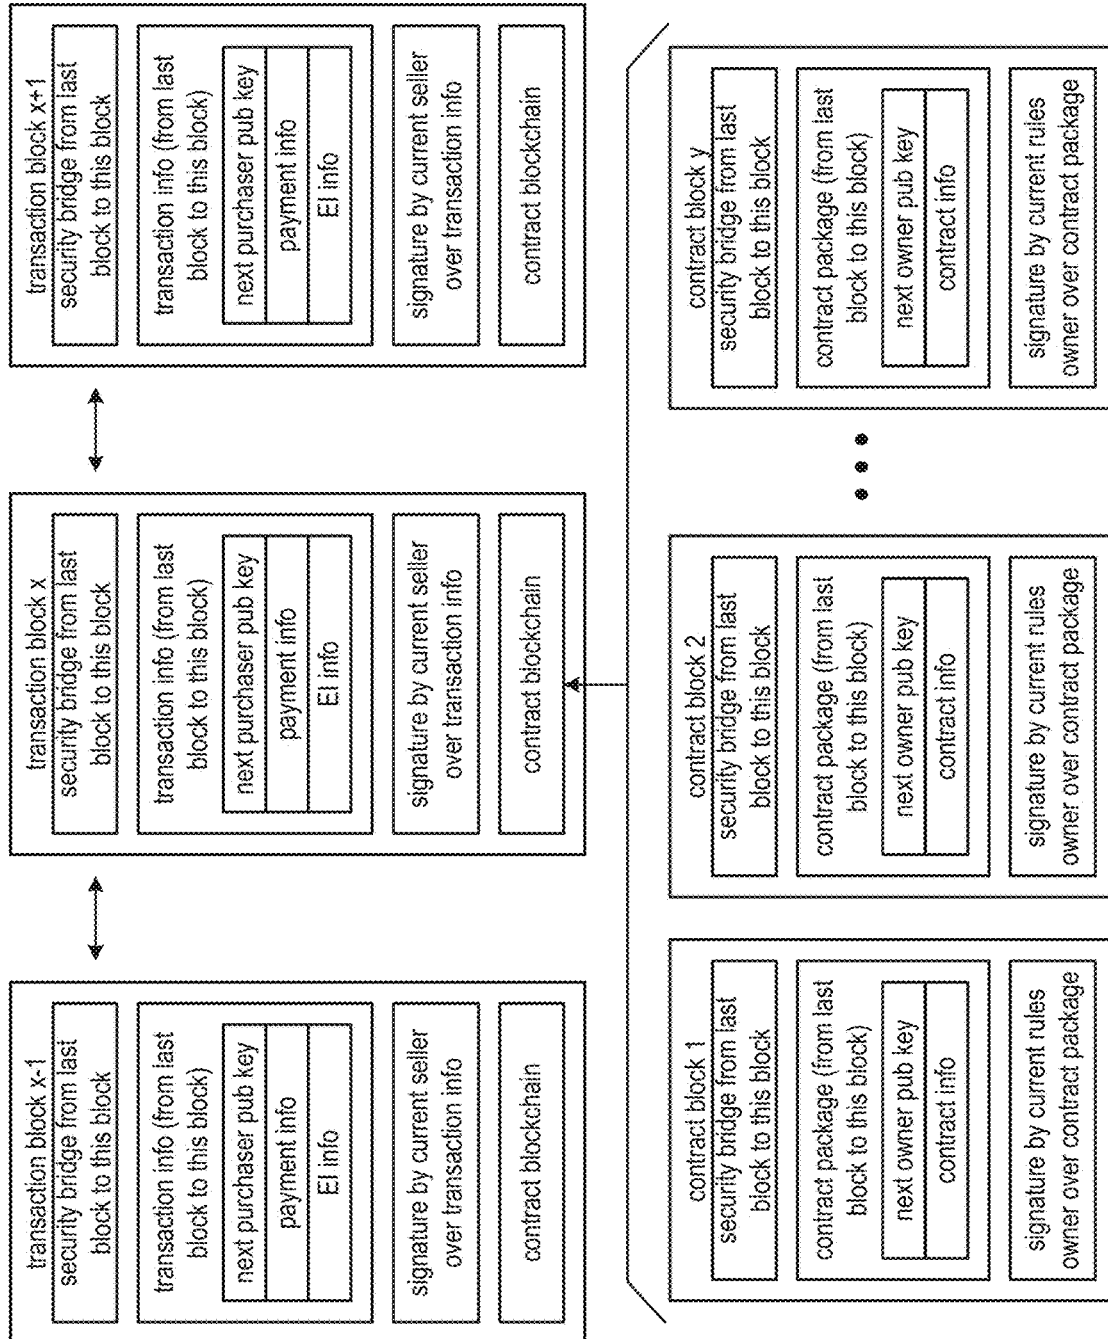 transaction block x-1
security bridge from last
block to this block
transaction info (from last
block to this block)
next purchaser pub key
payment info
EI info
signature by current seller
over transaction info
contract blockchain
transaction block x
security bridge from last
block to this block
transaction info (from last
block to this block)
next purchaser pub key
payment info
EI info
signature by current seller
over transaction info
contract blockchain
transaction block x+1
security bridge from last
block to this block
transaction info (from last
block to this block)
next purchaser pub key
payment info
EI info
signature by current seller
over transaction info
contract blockchain
contract block 1
security bridge from last
block to this block
contract package (from last
block to this block)
next owner pub key
contract info
signature by current rules
owner over contract package
contract block 2
security bridge from last
block to this block
contract package (from last
block to this block)
next owner pub key
contract info
signature by current rules
owner over contract package
contract block y
security bridge from last
block to this block
contract package (from last
block to this block)
next owner pub key
contract info
signature by current rules
owner over contract package